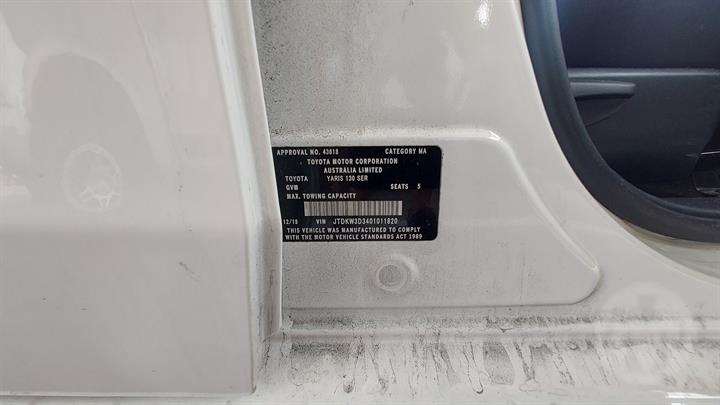 APPROVAL NO. 43618 CATEGORY MA
TOYOTA MOTOR CORPORATION
AUSTRALIA LIMITED
TOYOTA YARIS 130 SER
GVM SEATS 5
MAX. TOWING CAPACITY
12/15 VIN JTDKW3D3401011820
THIS VEHICLE WAS MANUFACTURED TO COMPLY
WITH THE MOTOR VEHICLE STANDARDS ACT 1989